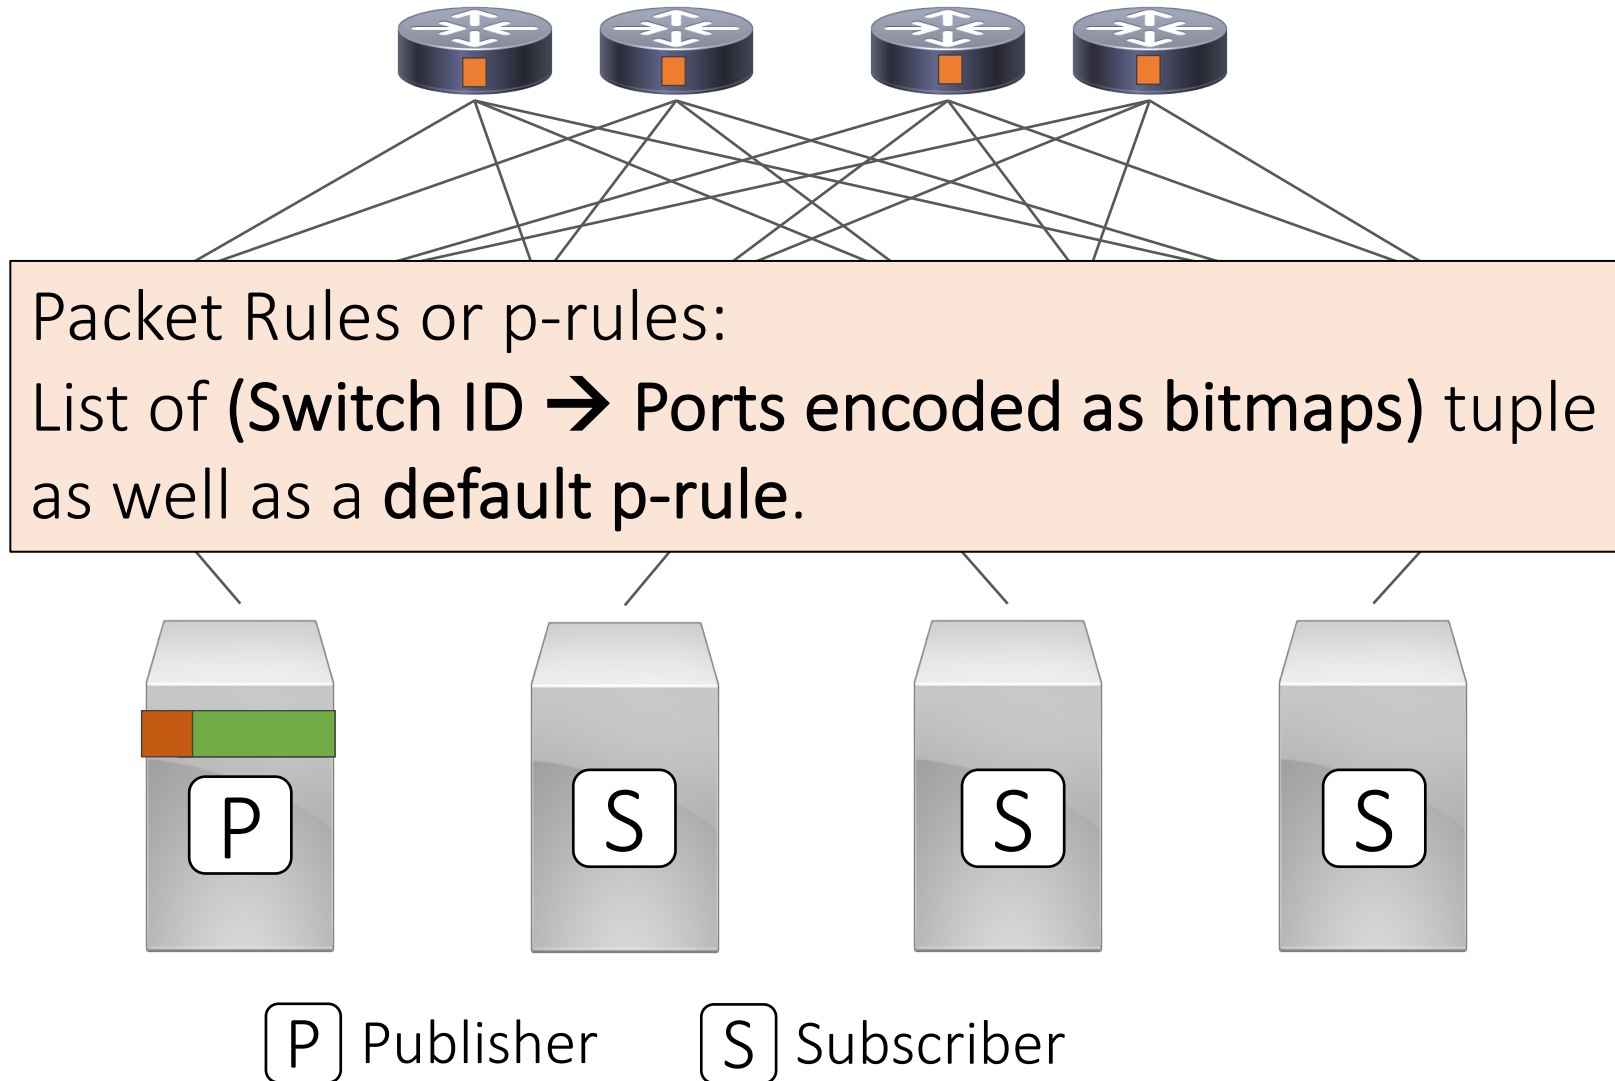 Packet Rules or p-rules:
List of (Switch ID → Ports encoded as bitmaps) tuple
as well as a default p-rule.
P
S
S
S
P Publisher
S Subscriber